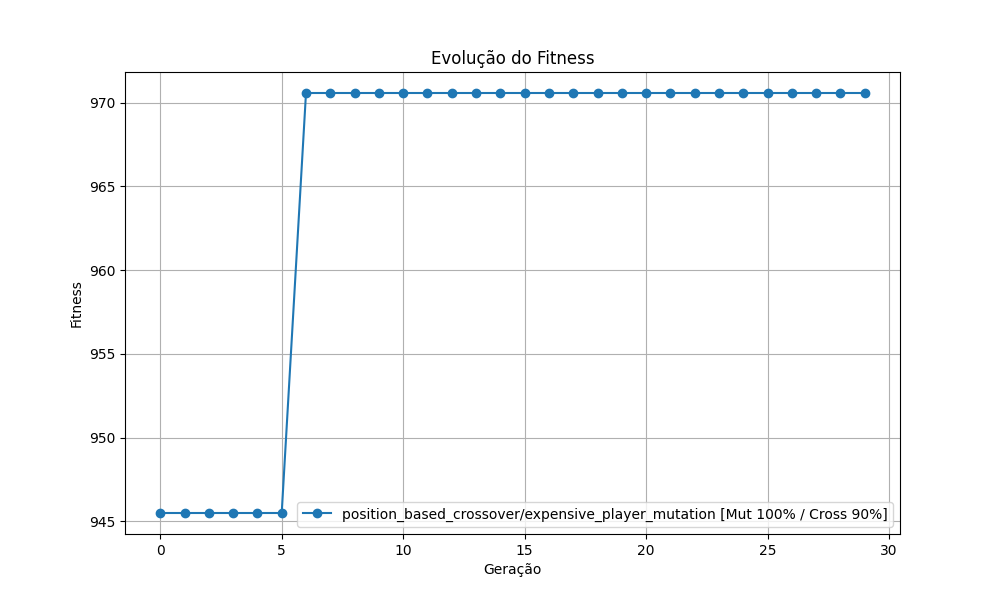 Evolução do Fitness
Fitness
970
965
960
955
950
945
position_based_crossover/expensive_player_mutation [Mut 100% / Cross 90%]
0 5 10 15 20 25 30
Geração